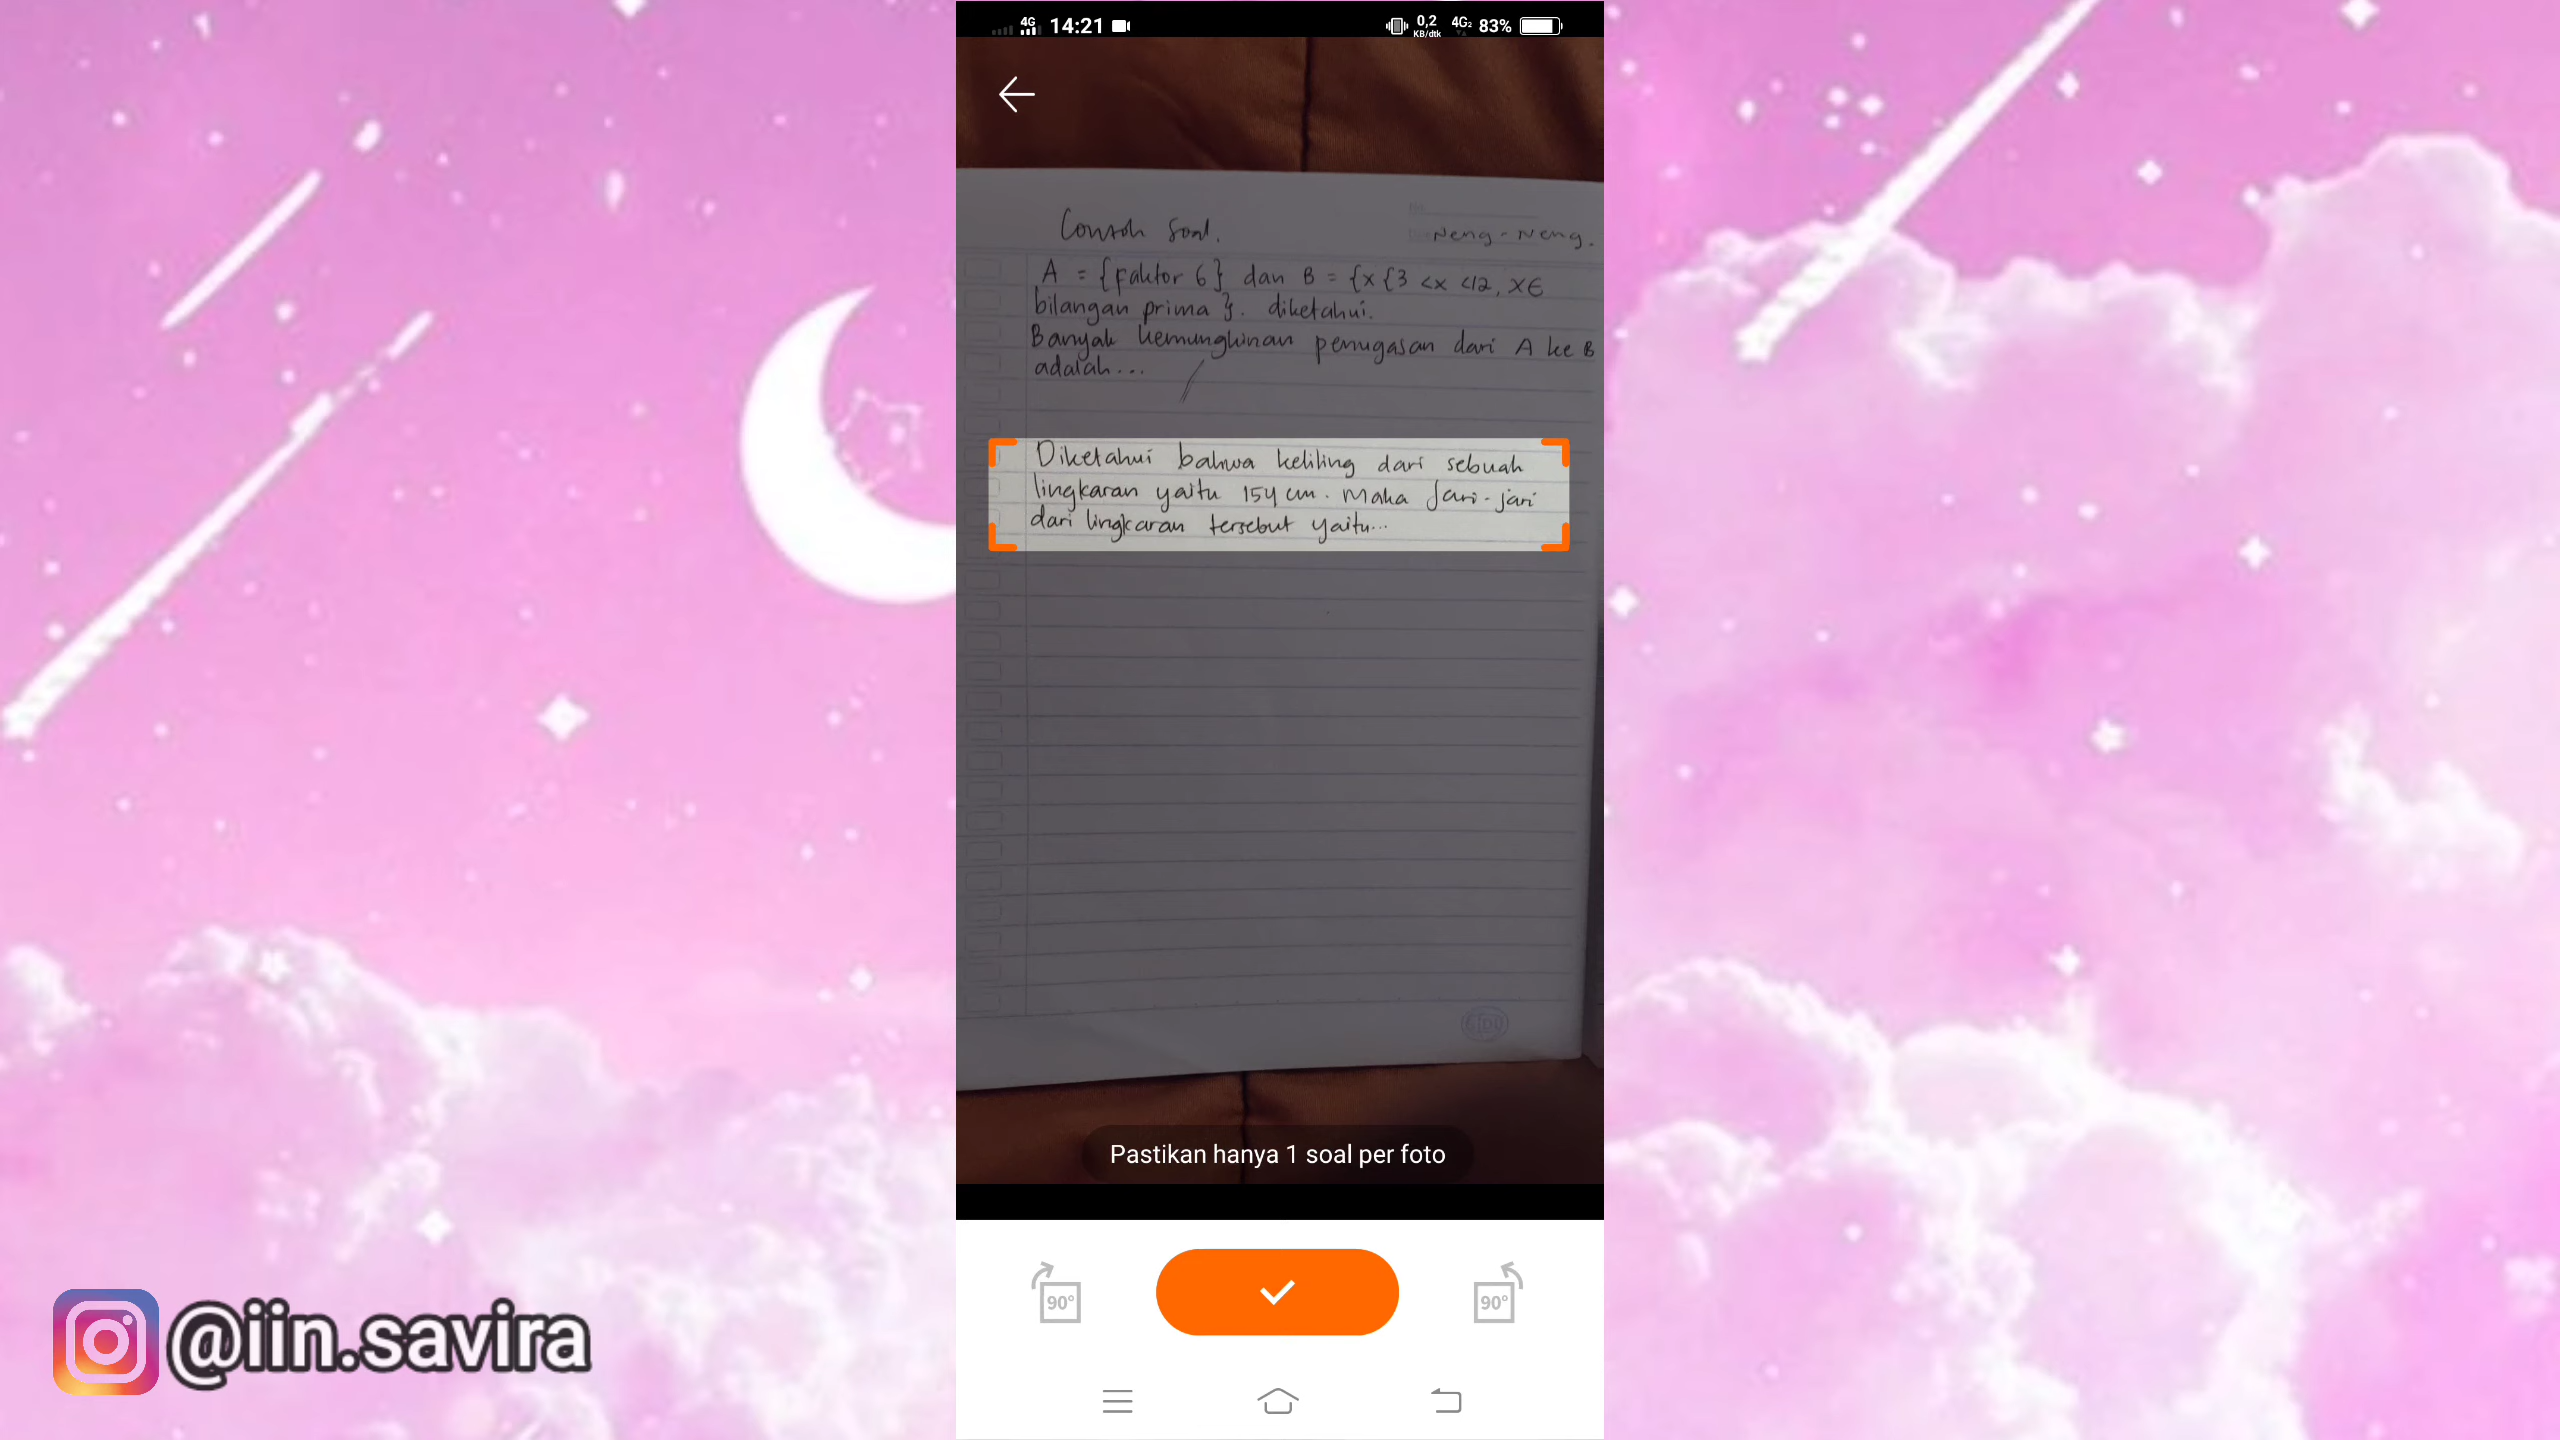 4G 14:21 0,2 KB/dtk 4G2 83%
Contoh Soal.
Neng-Neng.
A = {Faktor 6} dan B = {x {3 <x <12, x∈
bilangan prima}. diketahui.
Banyak kemungkinan pemugasan dari A ke B
adalah...
Diketahui bahwa keliling dari sebuah
lingkaran yaitu 154 cm. Maka Jari-jari
dari lingkaran tersebut yaitu...
Pastikan hanya 1 soal per foto
90°
90°
@iin.savira